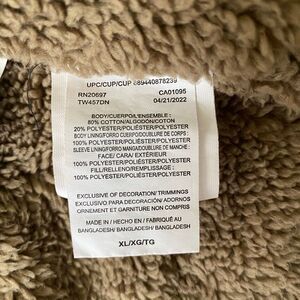 UPC/CUP/CUP 889440878239
RN20697 CA01095
TW457DN 04/21/2022
BODY/CUERPO/ENSEMBLE :
80% COTTON/ALGODÓN/COTON
20% POLYESTER/POLIÉSTER/POLYESTER
BODY LINING/FORRO CUERPO/DOUBLURE DE CORPS :
100% POLYESTER/POLIÉSTER/POLYESTER
SLEEVE LINING/FORRO MANGA/DOUBLURE DE MANCHE :
100% POLYESTER/POLIÉSTER/POLYESTER
FACE/ CARA/ EXTÉRIEUR
100% POLYESTER/POLIÉSTER/POLYESTER
FILL/RELLENO/REMPLISSAGE :
100% POLYESTER/POLIÉSTER/POLYESTER
EXCLUSIVE OF DECORATION/ TRIMMINGS
EXCLUSIVO PARA DECORACIÓN/ ADORNOS
ORNEMENT ET GARNITURE NON COMPRIS
MADE IN / HECHO EN / FABRIQUÉ AU
BANGLADESH/ BANGLADESH/ BANGLADESH
XL/XG/TG